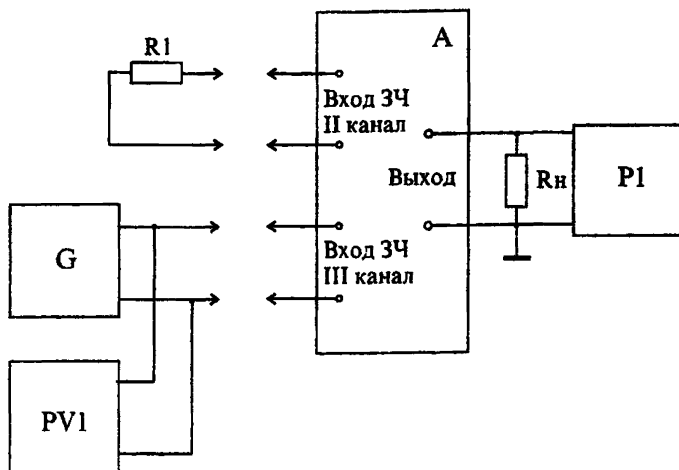 R1
A
Вход ЗЧ
II канал
Выход
Rн
P1
G
Вход ЗЧ
III канал
PV1